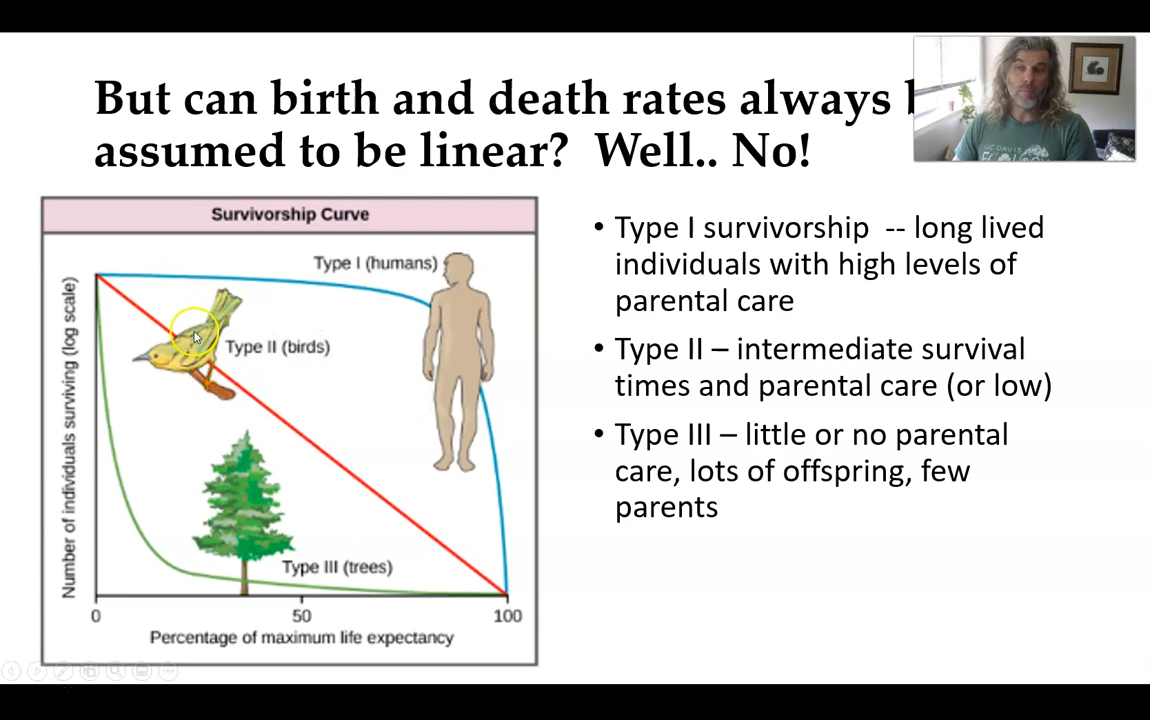 But can birth and death rates always
assumed to be linear?  Well.. No!
UC DAVIS
Survivorship Curve
Type I (humans)
Type II (birds)
Type III (trees)
Number of individuals surviving (log scale)
0
50
100
Percentage of maximum life expectancy
• Type I survivorship  -- long lived
individuals with high levels of
parental care
• Type II – intermediate survival
times and parental care (or low)
• Type III – little or no parental
care, lots of offspring, few
parents